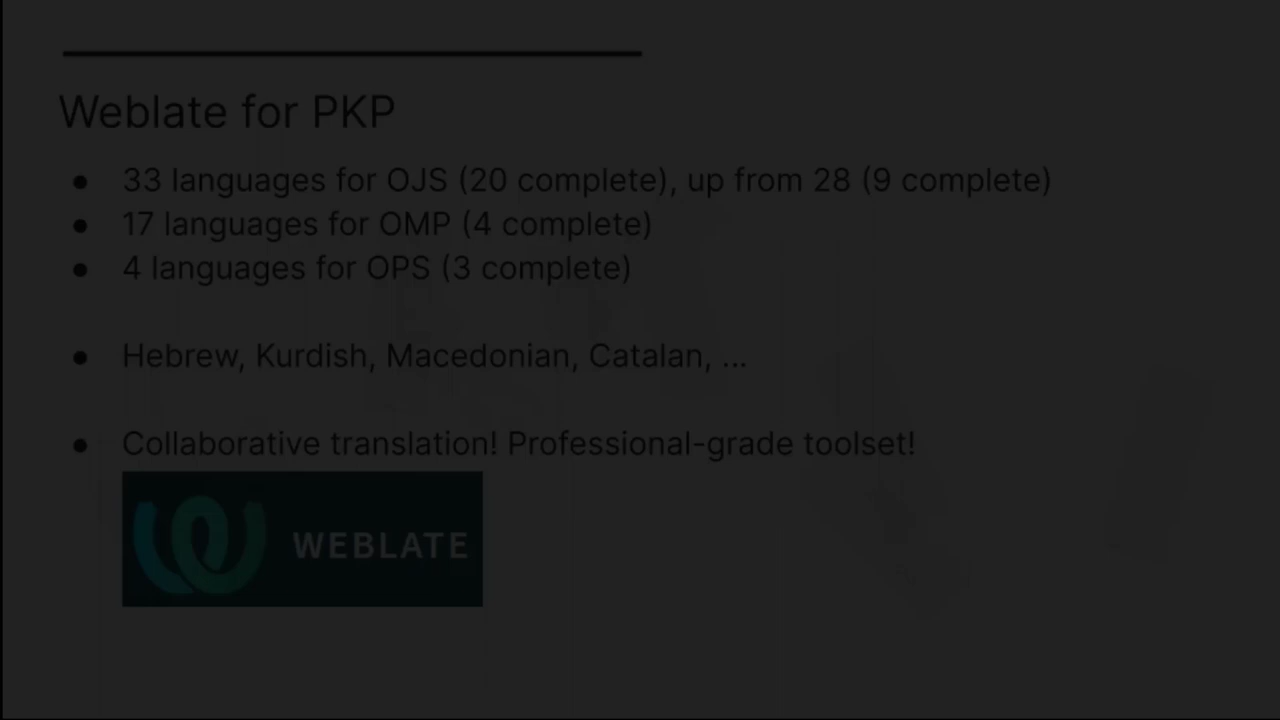 Weblate for PKP
● 33 languages for OJS (20 complete), up from 28 (9 complete)
● 17 languages for OMP (4 complete)
● 4 languages for OPS (3 complete)
● Hebrew, Kurdish, Macedonian, Catalan, ...
● Collaborative translation! Professional-grade toolset!
WEBLATE